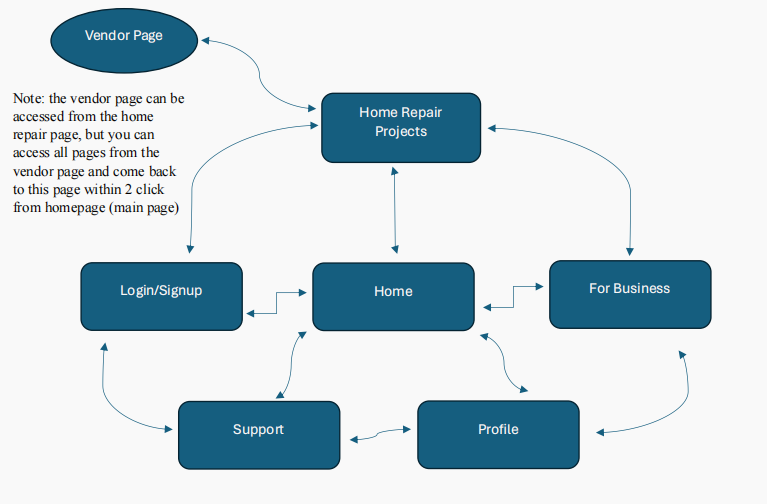 Vendor Page
Note: the vendor page can be
accessed from the home
repair page, but you can
access all pages from the
vendor page and come back
to this page within 2 click
from homepage (main page)
Home Repair
Projects
Login/Signup
Home
For Business
Support
Profile